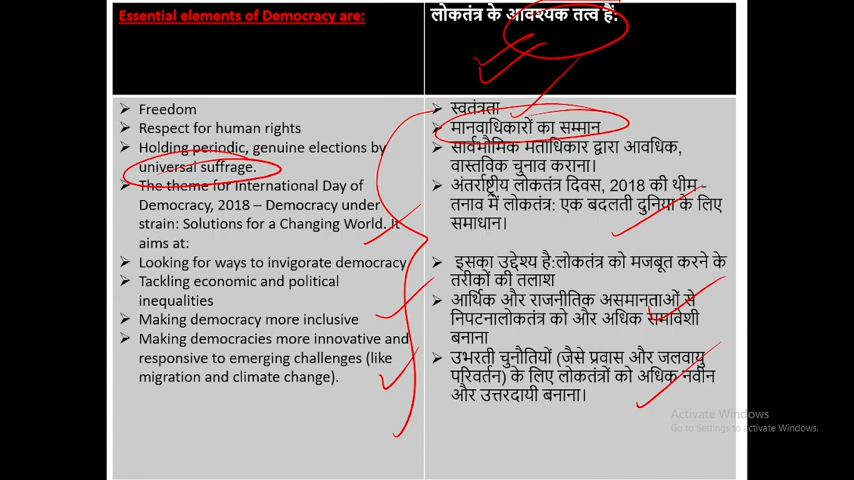 Essential elements of Democracy are:
Freedom
Respect for human rights
Holding periodic, genuine elections by
universal suffrage.
The theme for International Day of
Democracy, 2018 – Democracy under
strain: Solutions for a Changing World. It
aims at:
Looking for ways to invigorate democracy
Tackling economic and political
inequalities
Making democracy more inclusive
Making democracies more innovative and
responsive to emerging challenges (like
migration and climate change).
लोकतंत्र के आवश्यक तत्व हैं:
स्वतंत्रता
मानवाधिकारों का सम्मान
सार्वभौमिक मताधिकार द्वारा आवधिक,
वास्तविक चुनाव कराना।
अंतर्राष्ट्रीय लोकतंत्र दिवस, 2018 की थीम -
तनाव में लोकतंत्र: एक बदलती दुनिया के लिए
समाधान।
इसका उद्देश्य है:लोकतंत्र को मजबूत करने के
तरीकों की तलाश
आर्थिक और राजनीतिक असमानताओं से
निपटनालोकतंत्र को और अधिक समावेशी
बनाना
उभरती चुनौतियों (जैसे प्रवास और जलवायु
परिवर्तन) के लिए लोकतंत्रों को अधिक नवीन
और उत्तरदायी बनाना।
Activate Windows
Go to Settings to activate Windows.